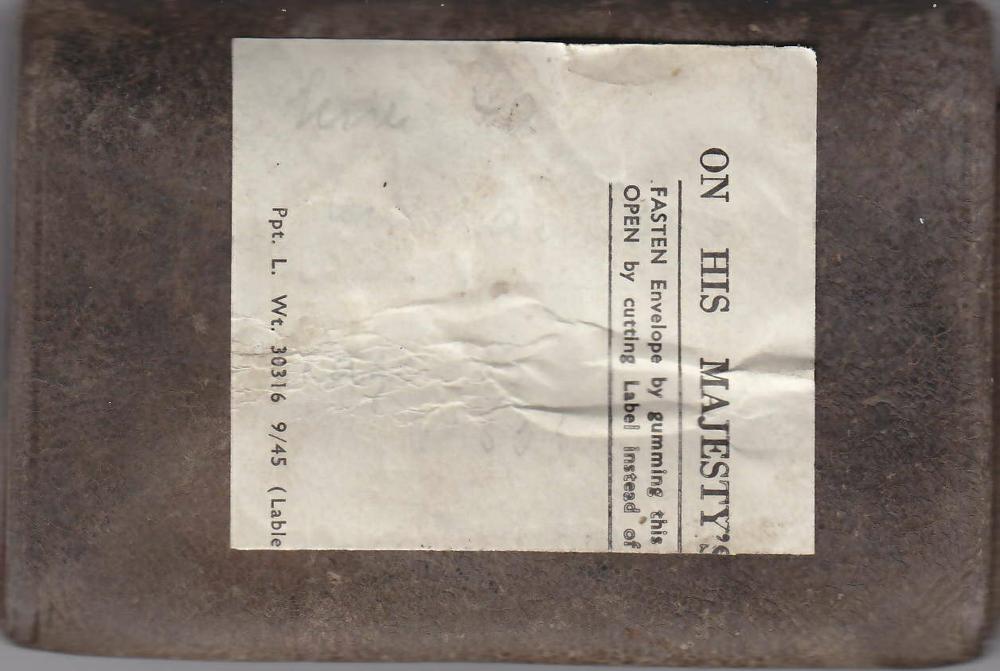 ON HIS MAJESTY'S
FASTEN Envelope by gumming this
OPEN by cutting Label instead of
Ppt. L. Wt. 30316 9/45 (Lable